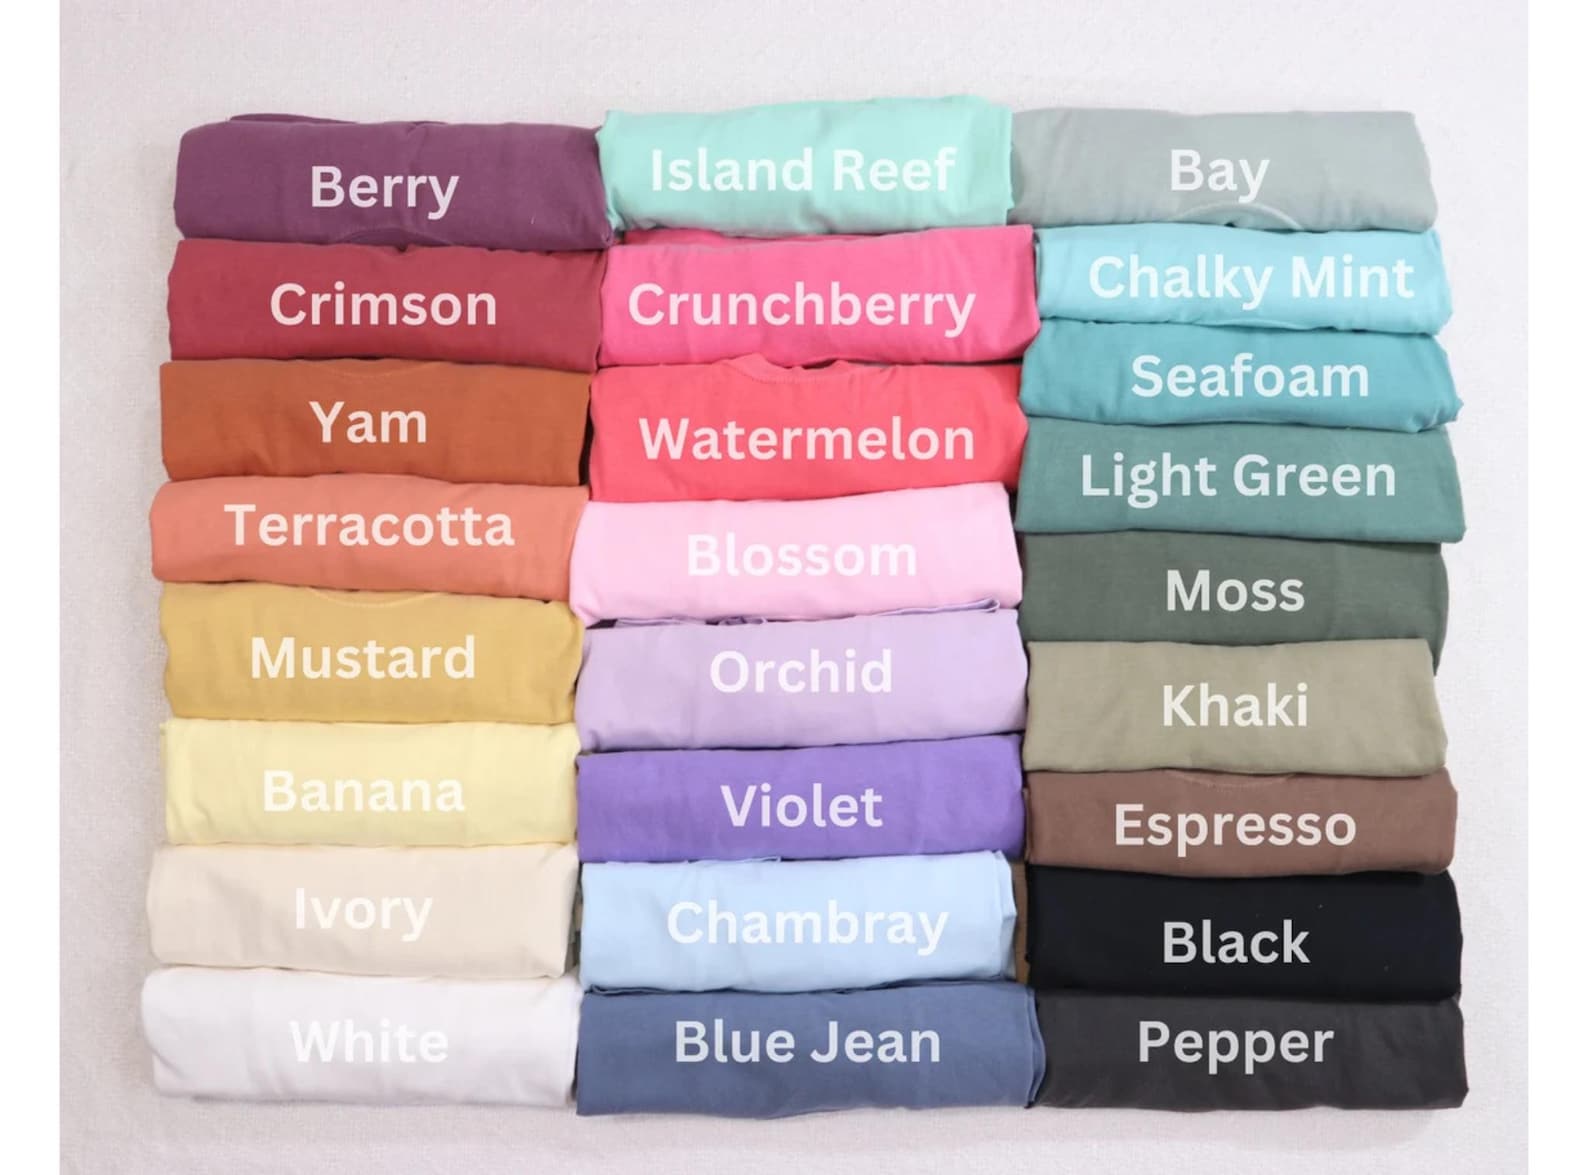 Berry
Crimson
Yam
Terracotta
Mustard
Banana
Ivory
White
Island Reef
Crunchberry
Watermelon
Blossom
Orchid
Violet
Chambray
Blue Jean
Bay
Chalky Mint
Seafoam
Light Green
Moss
Khaki
Espresso
Black
Pepper